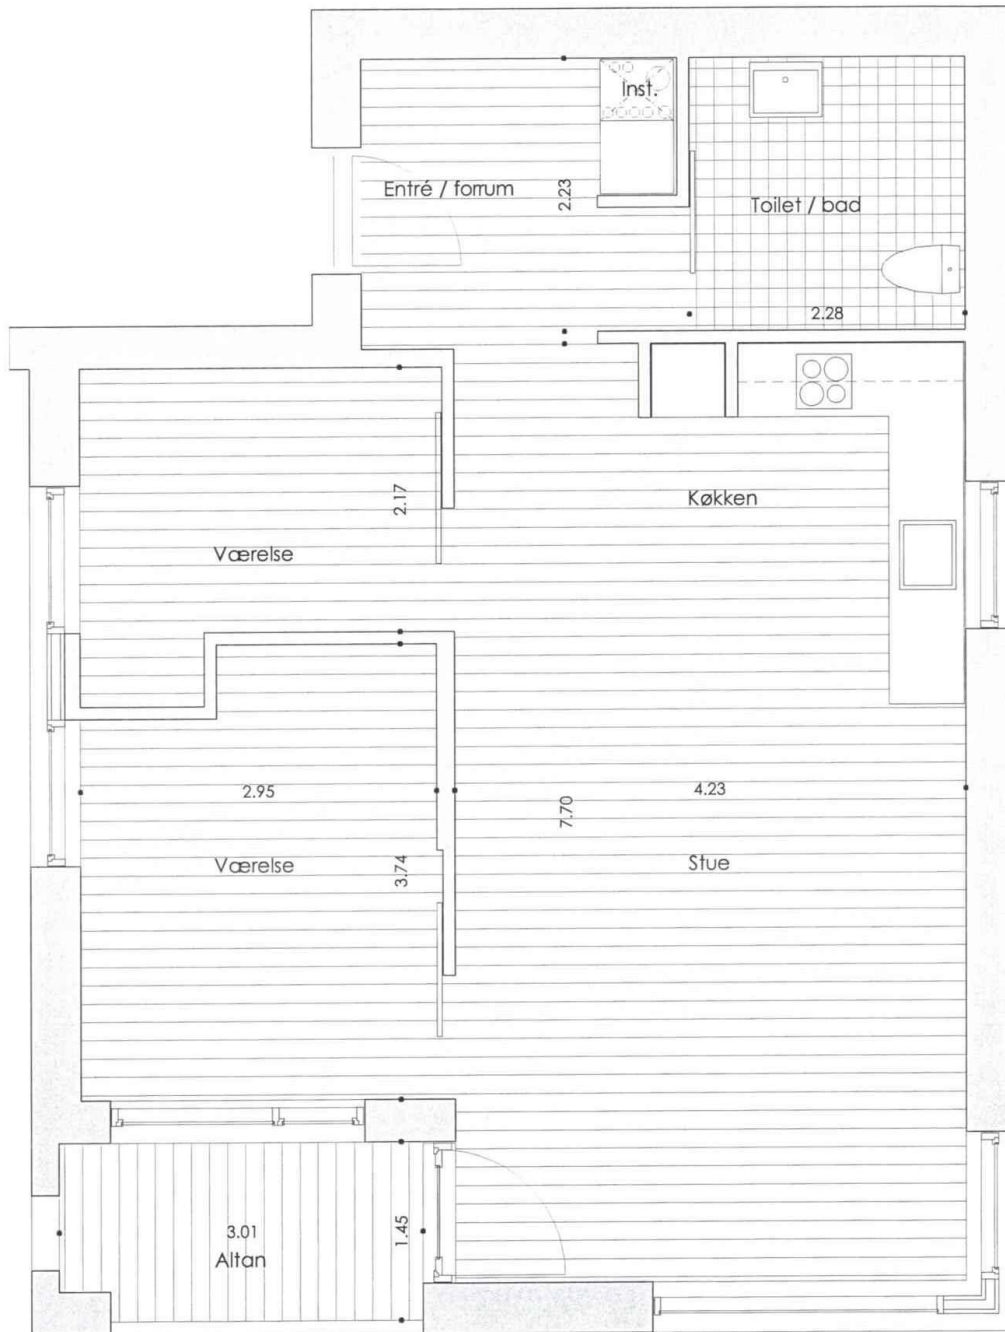 Inst.
Entré / forrum
2.23
Toilet / bad
2.28
2.17
Køkken
Værelse
2.95
4.23
7.70
Værelse
3.74
Stue
3.01
1.45
Altan